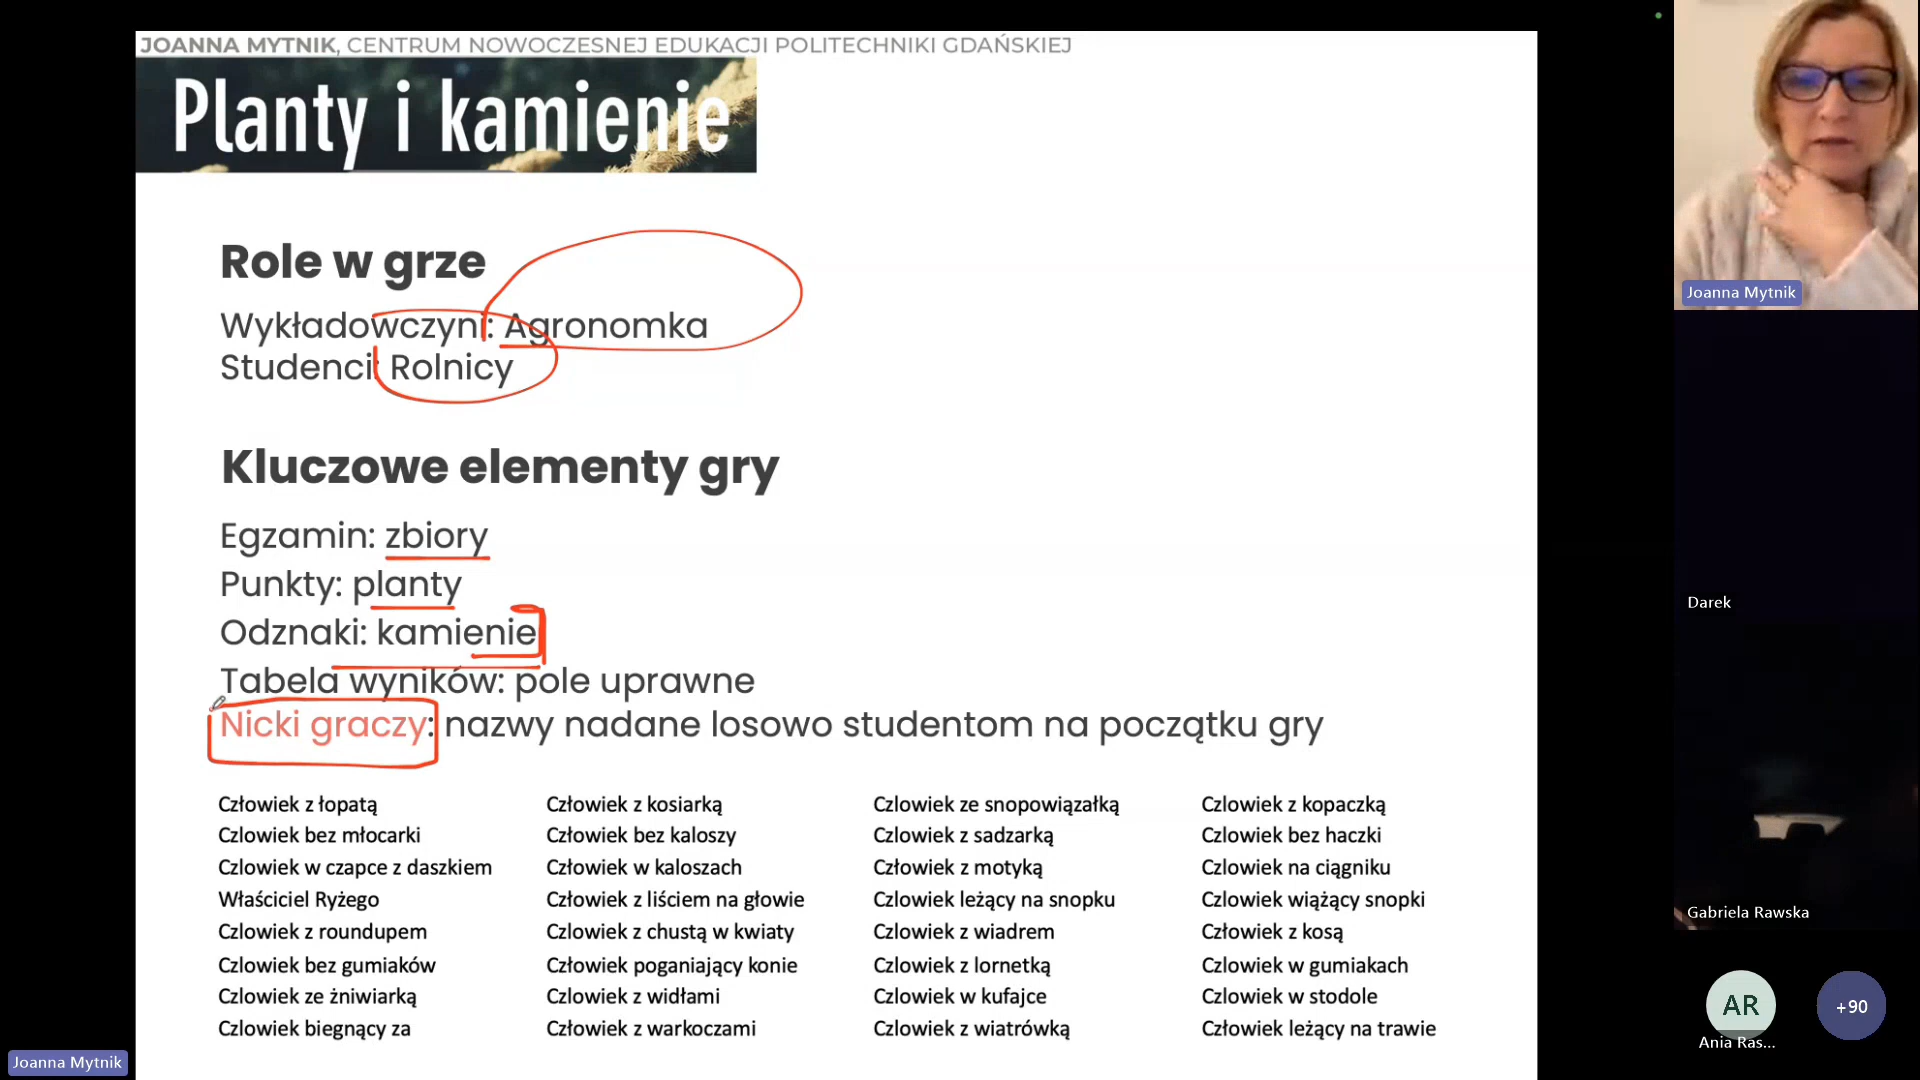 JOANNA MYTNIK, CENTRUM NOWOCZESNEJ EDUKACJI POLITECHNIKI GDAŃSKIEJ
Planty i kamienie
Role w grze
Wykładowczyni: Agronomka
Studenci: Rolnicy
Kluczowe elementy gry
Egzamin: zbiory
Punkty: planty
Odznaki: kamienie
Tabela wyników: pole uprawne
Nicki graczy: nazwy nadane losowo studentom na początku gry
Człowiek z łopatą
Czlowiek bez młocarki
Czlowiek w czapce z daszkiem
Właściciel Ryżego
Czlowiek z roundupem
Czlowiek bez gumiaków
Czlowiek ze żniwiarką
Czlowiek biegnący za
Człowiek z kosiarką
Człowiek bez kaloszy
Człowiek w kaloszach
Człowiek z liściem na głowie
Czlowiek z chustą w kwiaty
Człowiek poganiający konie
Czlowiek z widłami
Człowiek z warkoczami
Czlowiek ze snopowiązałką
Czlowiek z sadzarką
Człowiek z motyką
Czlowiek leżący na snopku
Czlowiek z wiadrem
Czlowiek z lornetką
Czlowiek w kufajce
Czlowiek z wiatrówką
Czlowiek z kopaczką
Czlowiek bez haczki
Czlowiek na ciągniku
Czlowiek wiążący snopki
Człowiek z kosą
Czlowiek w gumiakach
Czlowiek w stodole
Człowiek leżący na trawie
Joanna Mytnik
Joanna Mytnik
Darek
Gabriela Rawska
AR
Ania Ras...
+90